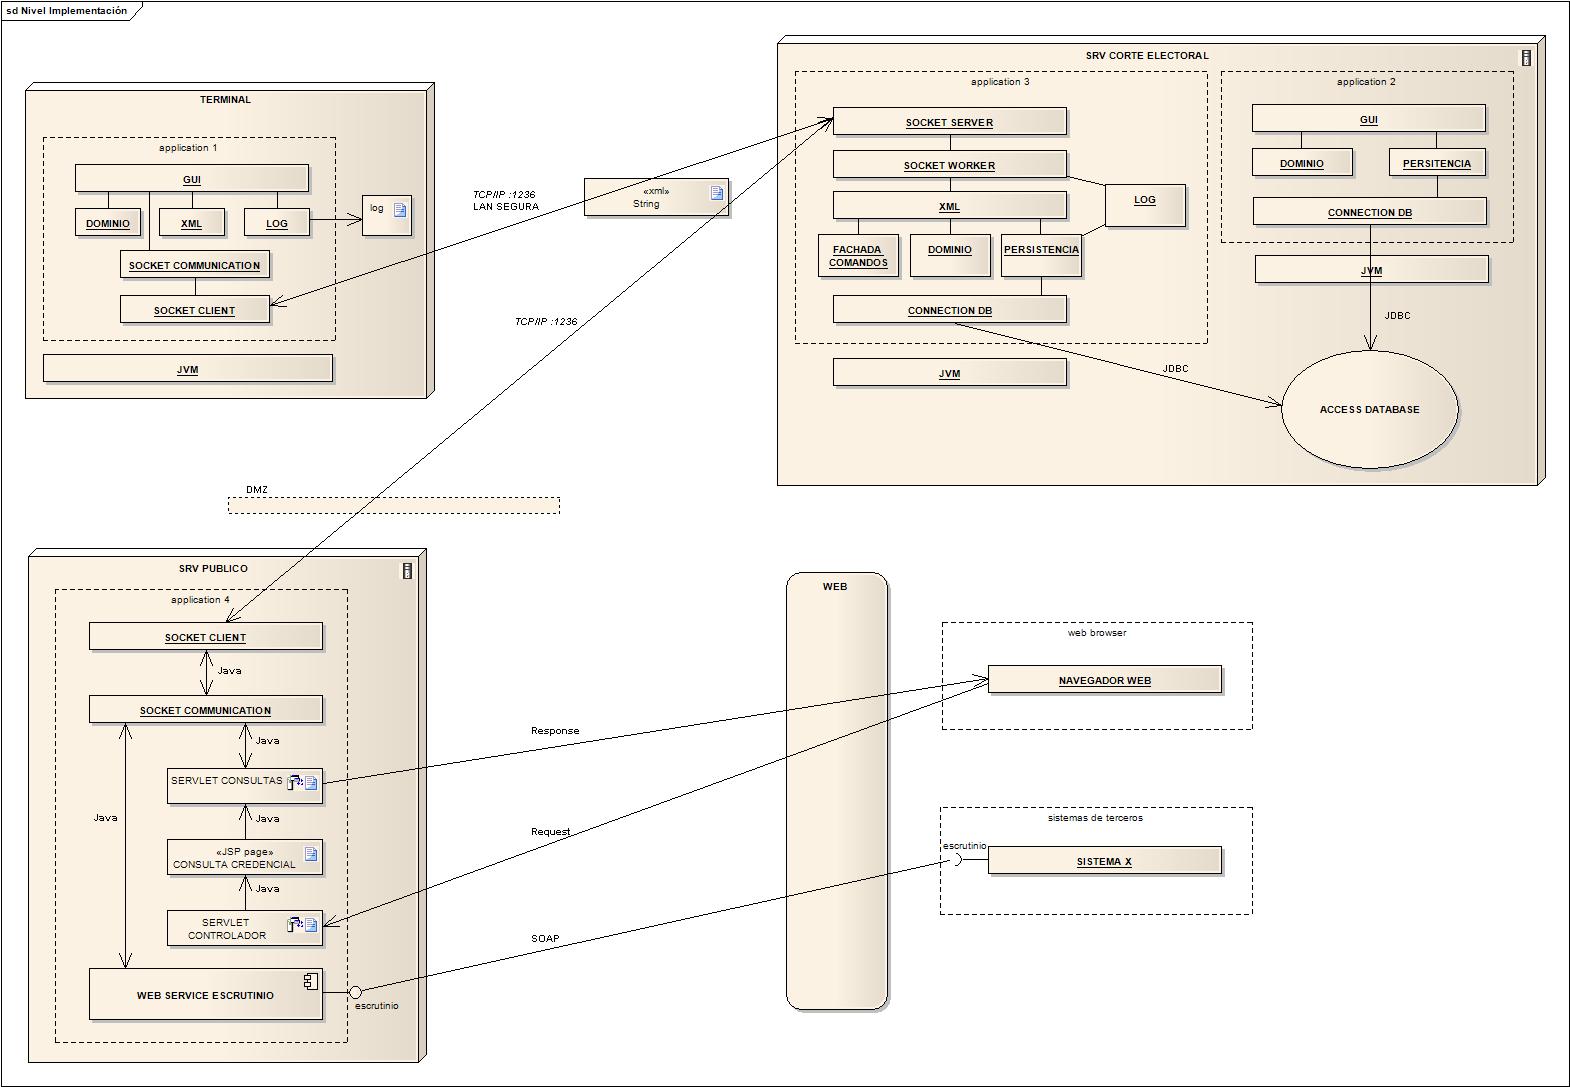 sd Nivel Implementación
TERMINAL
application 1
GUI
DOMINIO
XML
LOG
log
SOCKET COMMUNICATION
SOCKET CLIENT
JVM
TCP/IP :1236
LAN SEGURA
«xml»
String
TCP/IP :1236
SRV CORTE ELECTORAL
application 3
SOCKET SERVER
SOCKET WORKER
XML
LOG
FACHADA
COMANDOS
DOMINIO
PERSISTENCIA
CONNECTION DB
JVM
application 2
GUI
DOMINIO
PERSITENCIA
CONNECTION DB
JVM
JDBC
JDBC
ACCESS DATABASE
DMZ
SRV PUBLICO
application 4
SOCKET CLIENT
Java
SOCKET COMMUNICATION
Java
SERVLET CONSULTAS
Java
Java
«JSP page»
CONSULTA CREDENCIAL
Java
SERVLET
CONTROLADOR
WEB SERVICE ESCRUTINIO
escrutinio
Response
Request
SOAP
WEB
web browser
NAVEGADOR WEB
sistemas de terceros
escrutinio
SISTEMA X